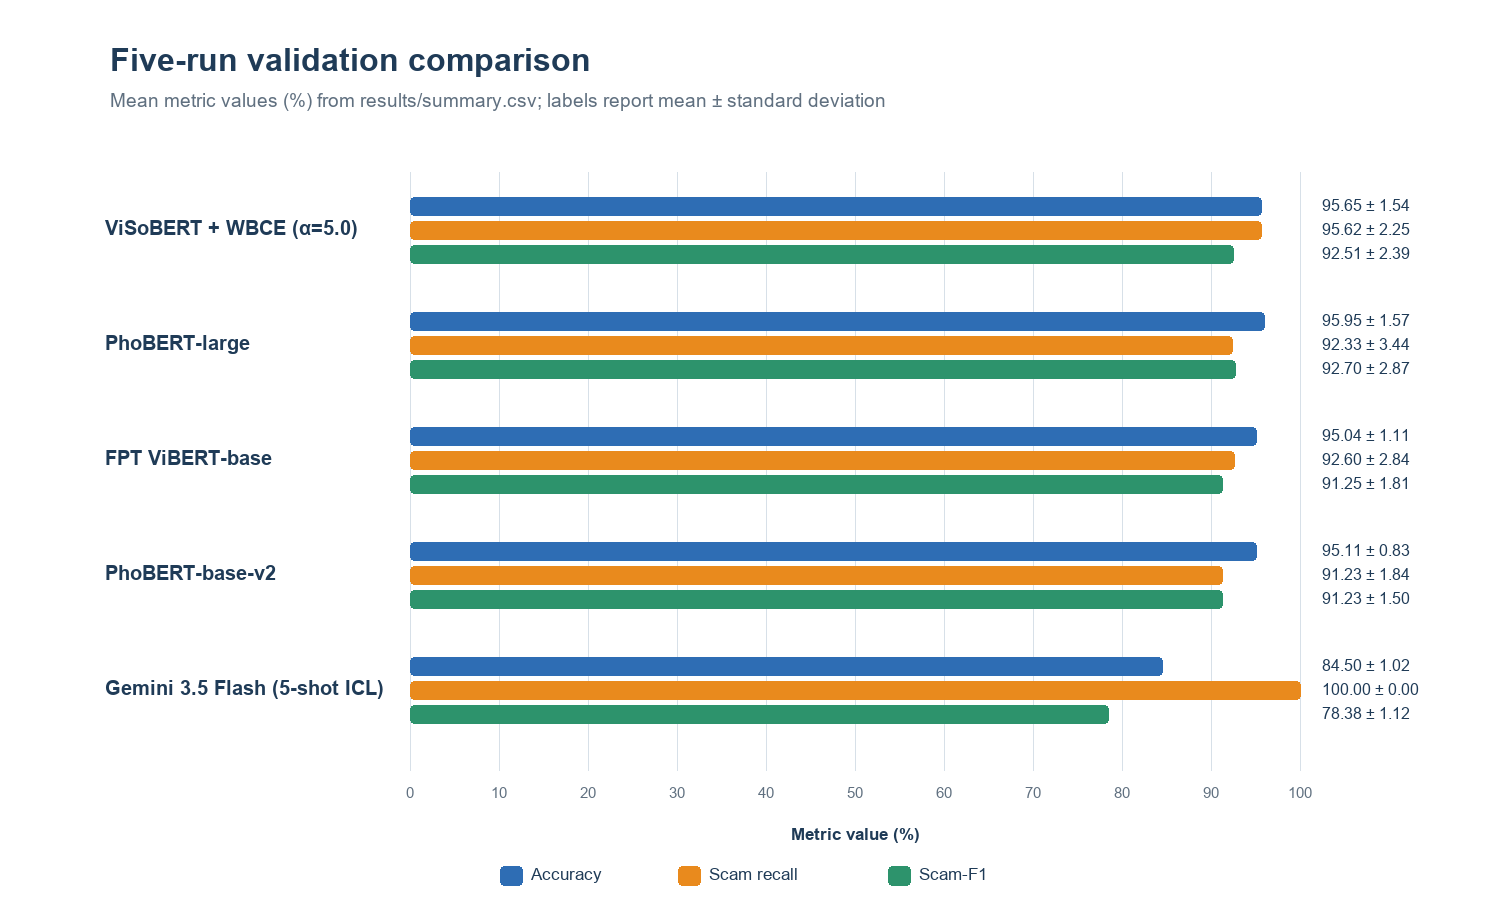 Five-run validation comparison
Mean metric values (%) from results/summary.csv; labels report mean ± standard deviation
ViSoBERT + WBCE (α=5.0)
95.65 ± 1.54
95.62 ± 2.25
92.51 ± 2.39
PhoBERT-large
95.95 ± 1.57
92.33 ± 3.44
92.70 ± 2.87
FPT ViBERT-base
95.04 ± 1.11
92.60 ± 2.84
91.25 ± 1.81
PhoBERT-base-v2
95.11 ± 0.83
91.23 ± 1.84
91.23 ± 1.50
Gemini 3.5 Flash (5-shot ICL)
84.50 ± 1.02
100.00 ± 0.00
78.38 ± 1.12
0 10 20 30 40 50 60 70 80 90 100
Metric value (%)
Accuracy Scam recall Scam-F1